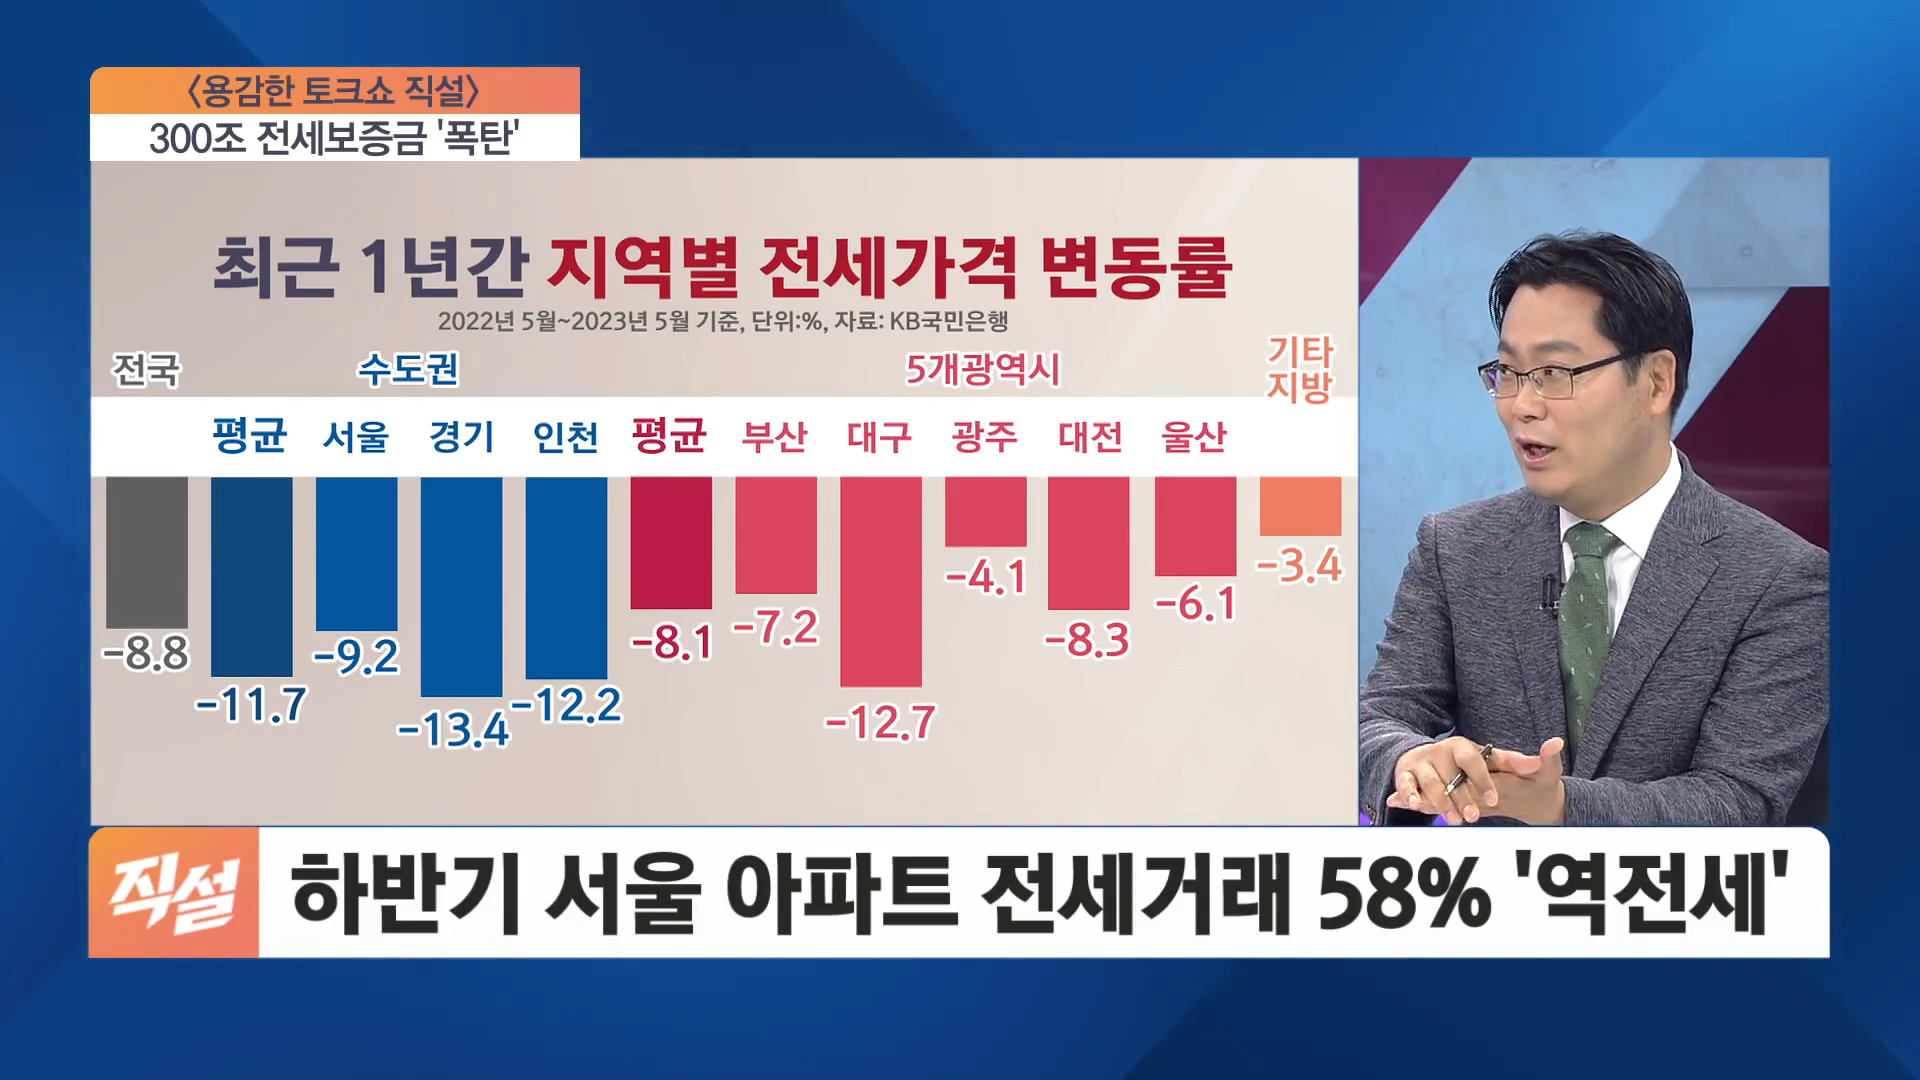 <용감한 토크쇼 직설>
300조 전세보증금 '폭탄'
최근 1년간 지역별 전세가격 변동률
2022년 5월~2023년 5월 기준, 단위:%, 자료: KB국민은행
전국 수도권 5개광역시 기타 지방
평균 서울 경기 인천 평균 부산 대구 광주 대전 울산
-8.8 -11.7 -9.2 -13.4 -12.2 -8.1 -7.2 -12.7 -4.1 -8.3 -6.1 -3.4
직설
하반기 서울 아파트 전세거래 58% '역전세'